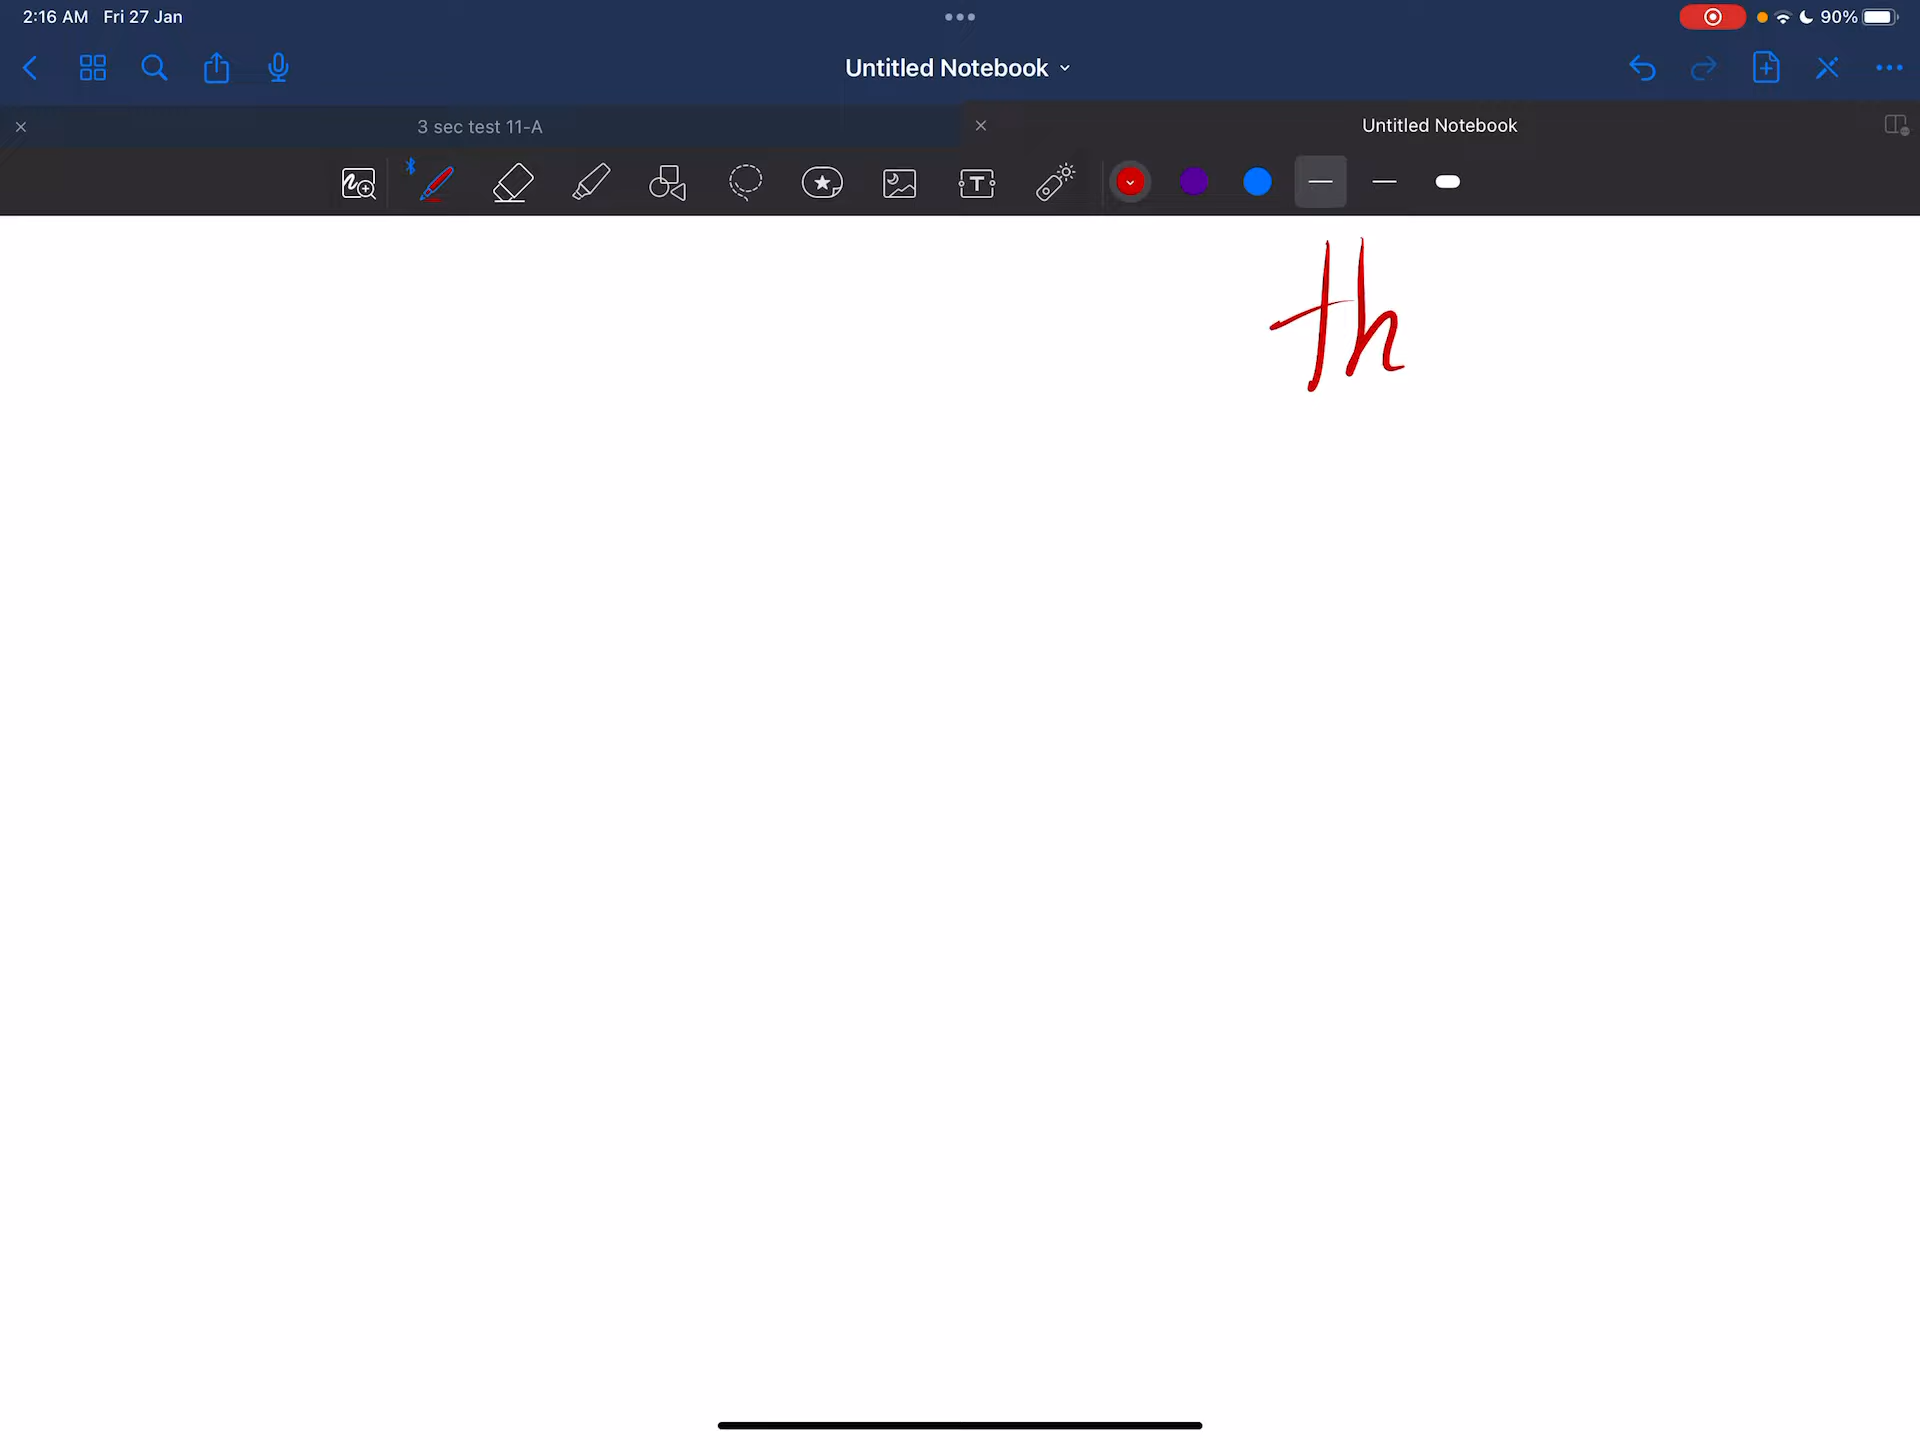 2:16 AM Fri 27 Jan
90%
Untitled Notebook
3 sec test 11-A
Untitled Notebook
T
th